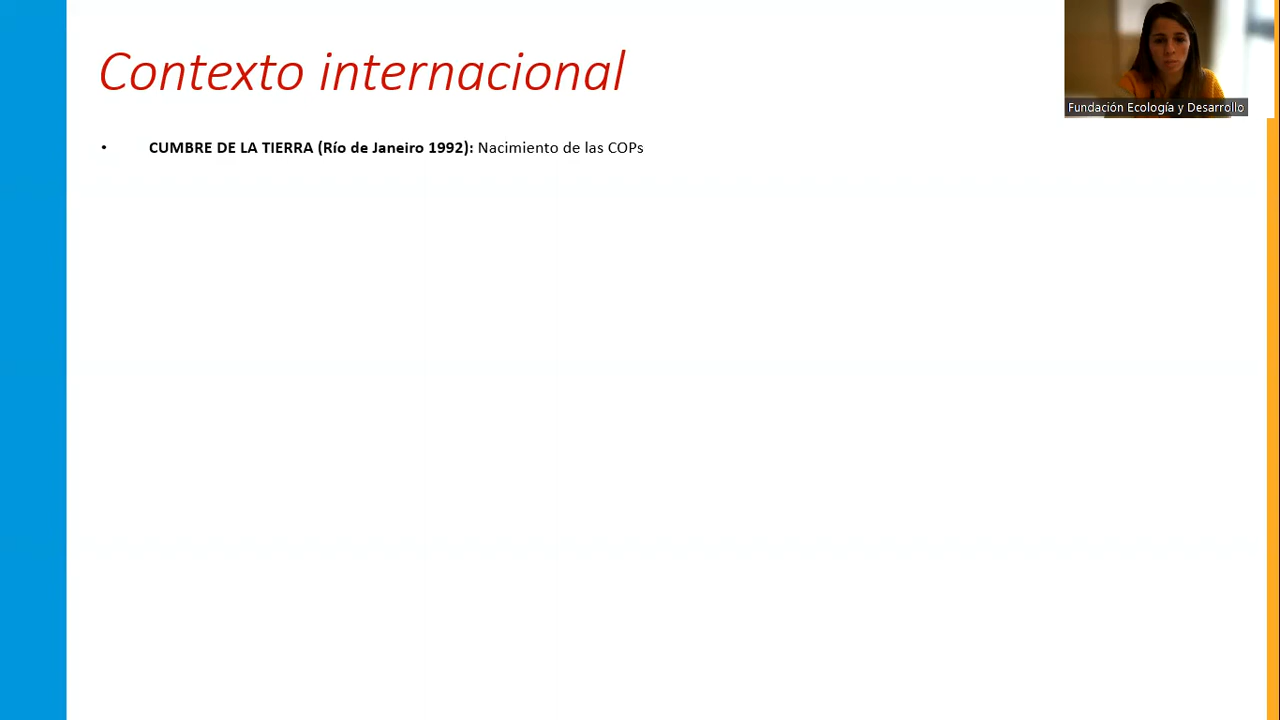 Contexto internacional
Fundación Ecología y Desarrollo
• CUMBRE DE LA TIERRA (Río de Janeiro 1992): Nacimiento de las COPs